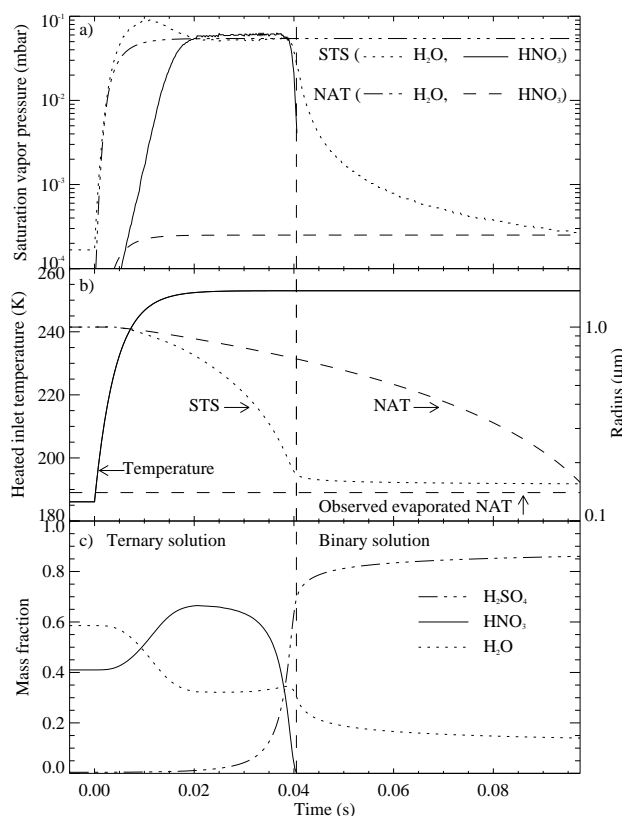 10⁻¹
a)
STS ( H₂O, HNO₃)
NAT ( H₂O, HNO₃)
10⁻²
10⁻³
10⁻⁴
Saturation vapor pressure (mbar)
260
b)
240
220
200
180
Heated inlet temperature (K)
1.0
0.1
Radius (μm)
STS
NAT
Temperature
Observed evaporated NAT
1.0
c)
Ternary solution
Binary solution
0.8
0.6
0.4
0.2
0.0
Mass fraction
H₂SO₄
HNO₃
H₂O
0.00 0.02 0.04 0.06 0.08
Time (s)